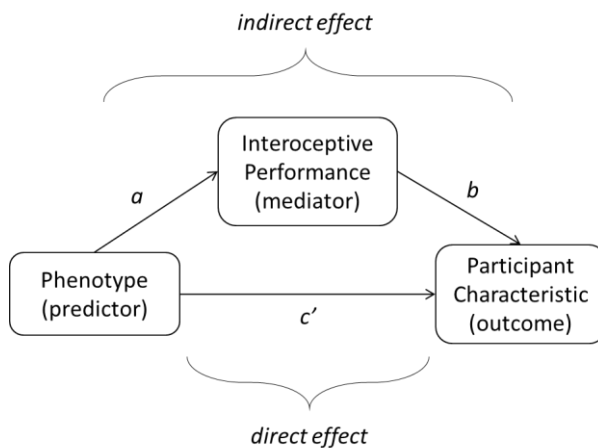 indirect effect
Interoceptive
Performance
(mediator)
a
b
Phenotype
(predictor)
Participant
Characteristic
(outcome)
c’
direct effect